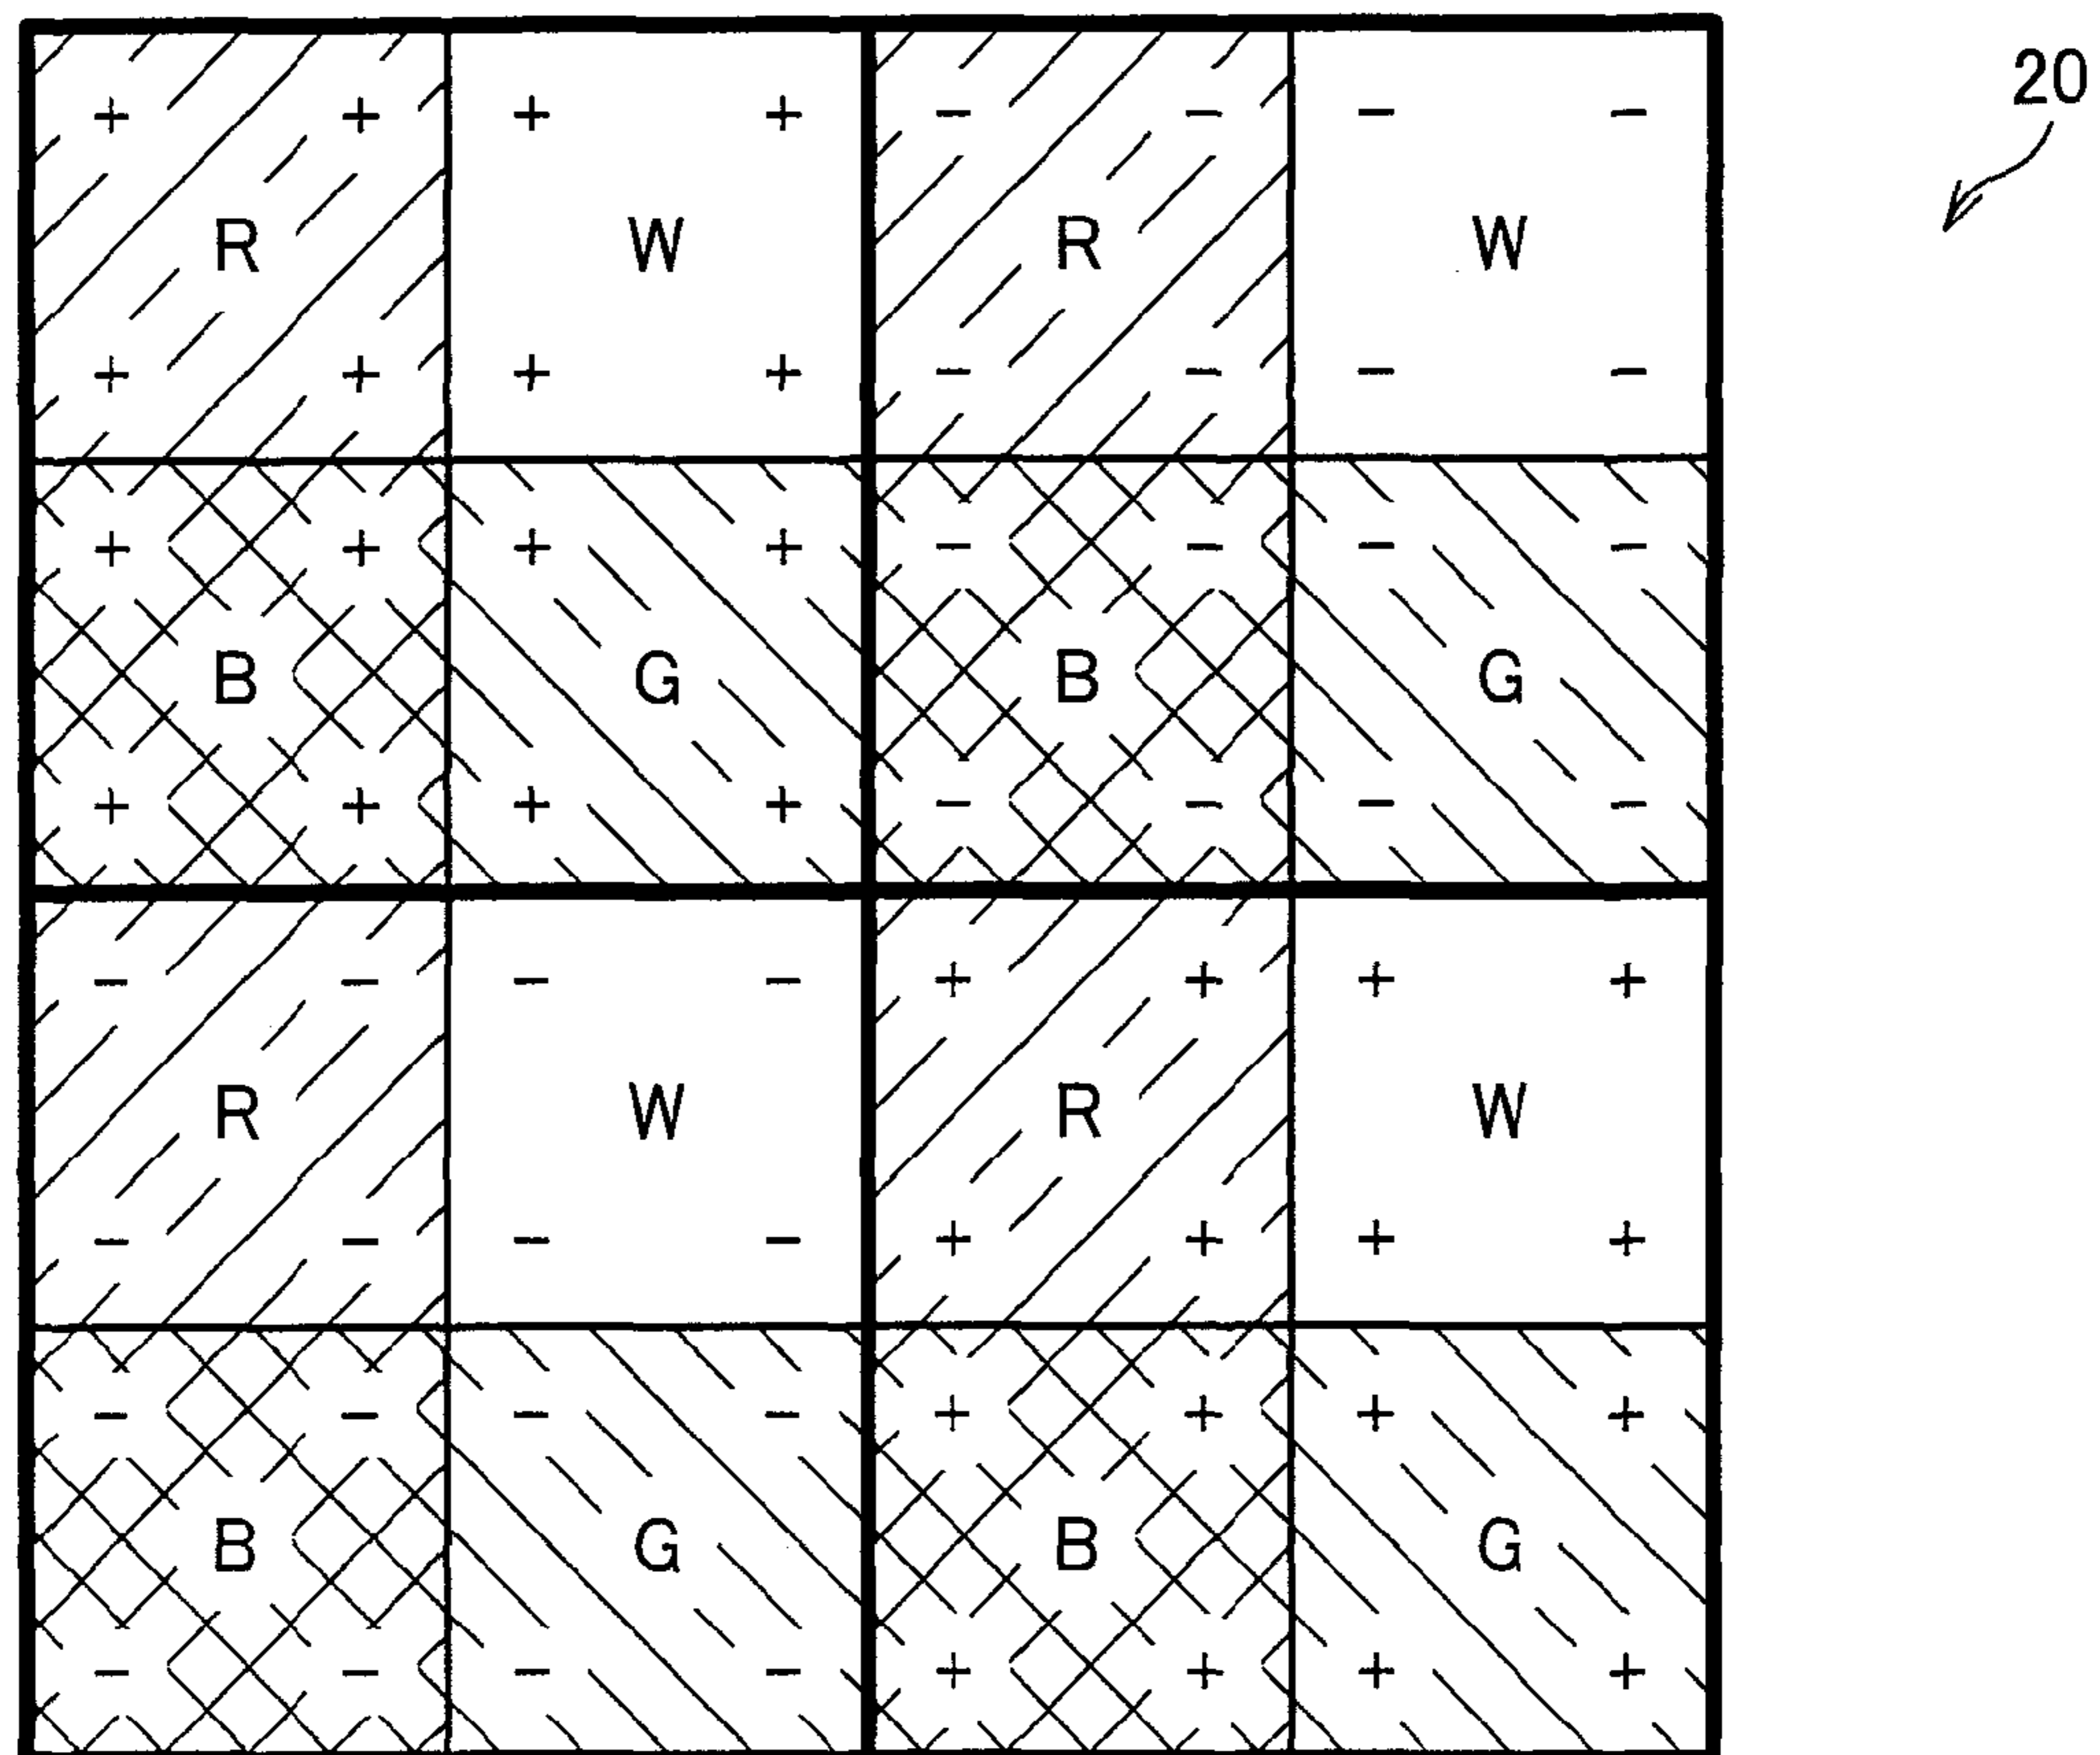 20
+ + + + - - - -
R W R W
+ + + + - - - -
+ + + + - - - -
B G B G
+ + + + - - - -
- - - - + + + +
R W R W
- - - - + + + +
- - - - + + + +
B G B G
- - - - + + + +